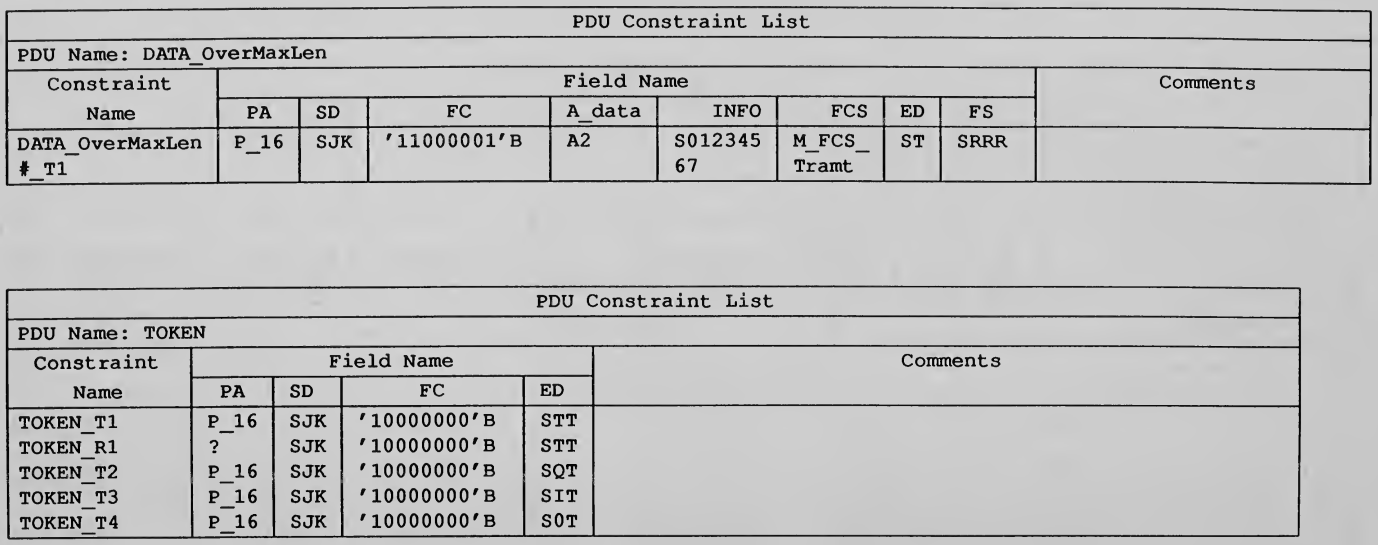 PDU Constraint List
PDU Name: DATA_OverMaxLen
Constraint Field Name Comments
Name PA SD FC A_data INFO FCS ED FS
DATA_OverMaxLen P_16 SJK '11000001'B A2 S012345 M_FCS_ ST SRRR
#_T1 67 Tramt
PDU Constraint List
PDU Name: TOKEN
Constraint Field Name Comments
Name PA SD FC ED
TOKEN_T1 P_16 SJK '10000000'B STT
TOKEN_R1 ? SJK '10000000'B STT
TOKEN_T2 P_16 SJK '10000000'B SQT
TOKEN_T3 P_16 SJK '10000000'B SIT
TOKEN_T4 P_16 SJK '10000000'B S0T